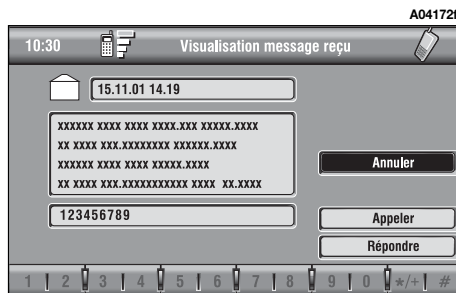 A04172f
10:30 Visualisation message reçu
15.11.01 14.19
xxxxxx xxxx xxxx xxxx.xxx xxxxx.xxxx
xx xxxx xxx.xxxxxxxx xxxxxx.xxxx
xxxxxx xxxx xxxx xxxxx.xxxx
xx xxxx xxx.xxxxxxxxxxx xxxx xx.xxxx
Annuler
123456789
Appeler
Répondre
1 2 3 4 5 6 7 8 9 0 */+ #